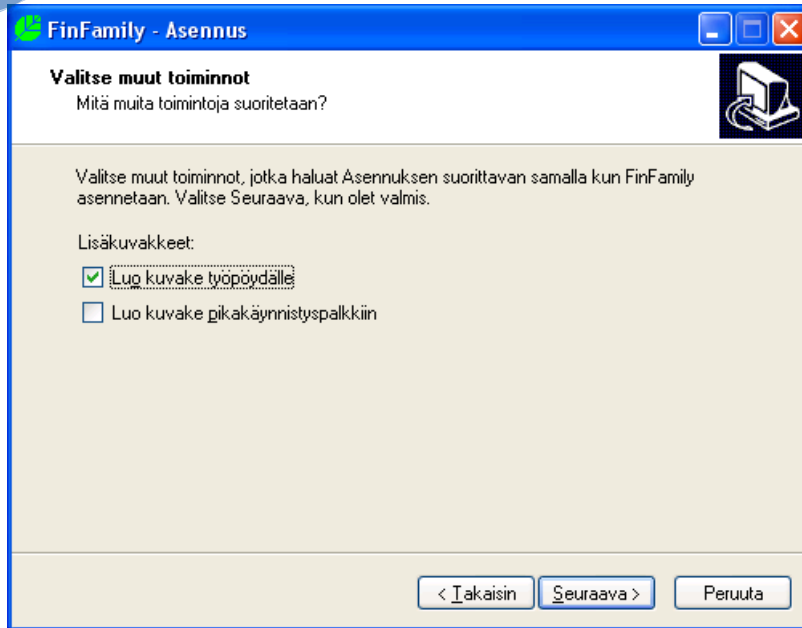 FinFamily - Asennus
Valitse muut toiminnot
Mitä muita toimintoja suoritetaan?
Valitse muut toiminnot, jotka haluat Asennuksen suorittavan samalla kun FinFamily
asennetaan. Valitse Seuraava, kun olet valmis.
Lisäkuvakkeet:
Luo kuvake työpöydälle
Luo kuvake pikakäynnistyspalkkiin
< Takaisin
Seuraava >
Peruuta